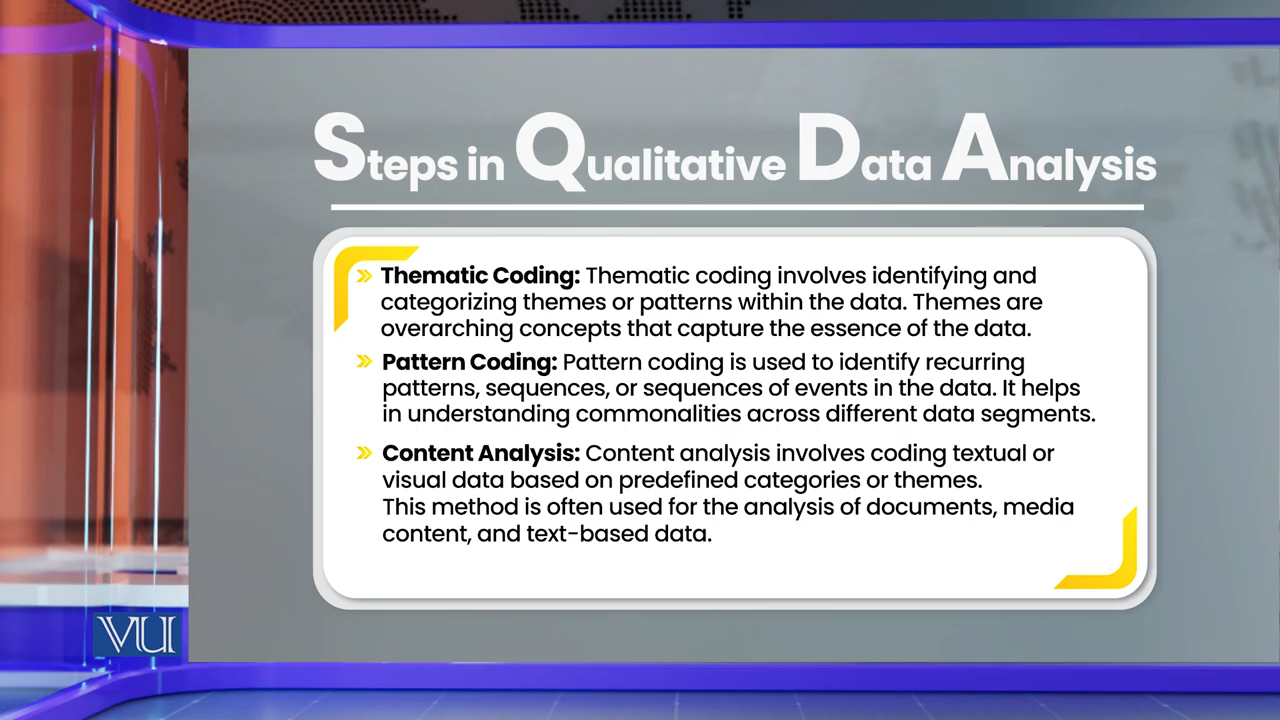 Steps in Qualitative Data Analysis
Thematic Coding: Thematic coding involves identifying and
categorizing themes or patterns within the data. Themes are
overarching concepts that capture the essence of the data.
Pattern Coding: Pattern coding is used to identify recurring
patterns, sequences, or sequences of events in the data. It helps
in understanding commonalities across different data segments.
Content Analysis: Content analysis involves coding textual or
visual data based on predefined categories or themes.
This method is often used for the analysis of documents, media
content, and text-based data.
VU